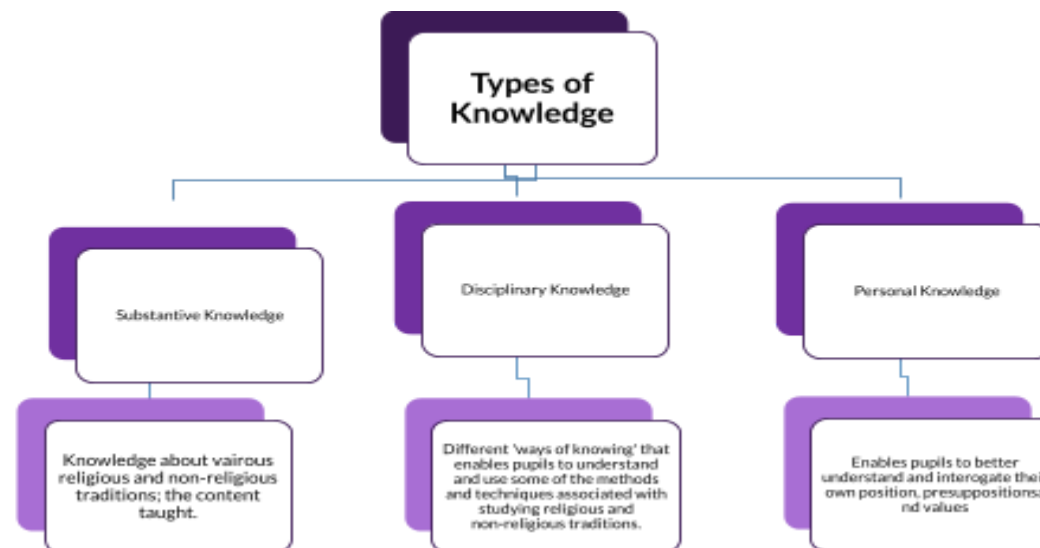 Types of
Knowledge
Substantive Knowledge
Disciplinary Knowledge
Personal Knowledge
Knowledge about vairous
religious and non-religious
traditions; the content
taught.
Different 'ways of knowing' that
enables pupils to understand
and use some of the methods
and techniques associated with
studying religious and
non-religious traditions.
Enables pupils to better
understand and interogate thei
own position, presuppositionsa
nd values